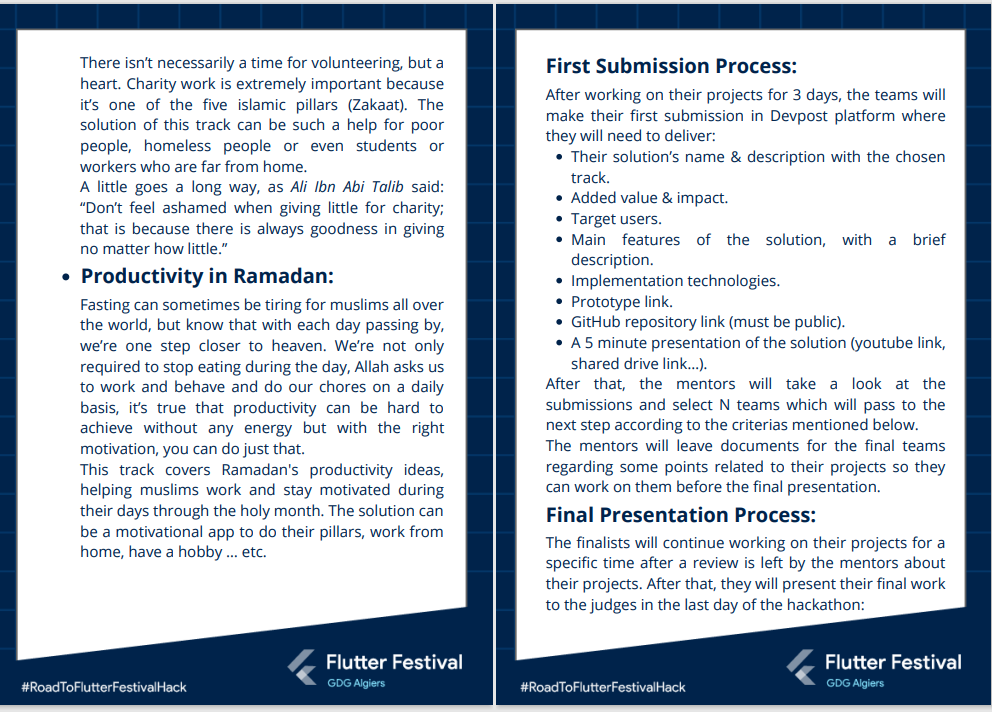 There isn’t necessarily a time for volunteering, but a
heart. Charity work is extremely important because
it’s one of the five islamic pillars (Zakaat). The
solution of this track can be such a help for poor
people, homeless people or even students or
workers who are far from home.
A little goes a long way, as Ali Ibn Abi Talib said:
“Don’t feel ashamed when giving little for charity;
that is because there is always goodness in giving
no matter how little.”
• Productivity in Ramadan:
Fasting can sometimes be tiring for muslims all over
the world, but know that with each day passing by,
we’re one step closer to heaven. We’re not only
required to stop eating during the day, Allah asks us
to work and behave and do our chores on a daily
basis, it’s true that productivity can be hard to
achieve without any energy but with the right
motivation, you can do just that.
This track covers Ramadan's productivity ideas,
helping muslims work and stay motivated during
their days through the holy month. The solution can
be a motivational app to do their pillars, work from
home, have a hobby ... etc.
#RoadToFlutterFestivalHack
Flutter Festival
GDG Algiers
First Submission Process:
After working on their projects for 3 days, the teams will
make their first submission in Devpost platform where
they will need to deliver:
• Their solution’s name & description with the chosen
track.
• Added value & impact.
• Target users.
• Main features of the solution, with a brief
description.
• Implementation technologies.
• Prototype link.
• GitHub repository link (must be public).
• A 5 minute presentation of the solution (youtube link,
shared drive link...).
After that, the mentors will take a look at the
submissions and select N teams which will pass to the
next step according to the criterias mentioned below.
The mentors will leave documents for the final teams
regarding some points related to their projects so they
can work on them before the final presentation.
Final Presentation Process:
The finalists will continue working on their projects for a
specific time after a review is left by the mentors about
their projects. After that, they will present their final work
to the judges in the last day of the hackathon:
#RoadToFlutterFestivalHack
Flutter Festival
GDG Algiers